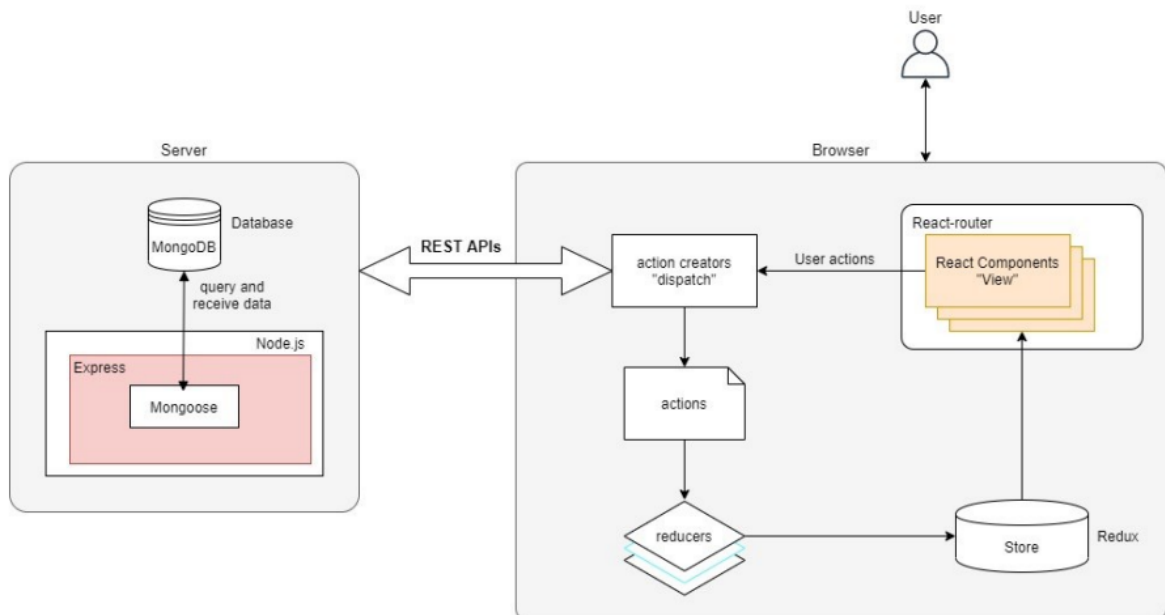 User
Server
Browser
MongoDB
Database
query and
receive data
Node.js
Express
Mongoose
REST APIs
action creators
"dispatch"
User actions
React-router
React Components
"View"
actions
reducers
Store
Redux